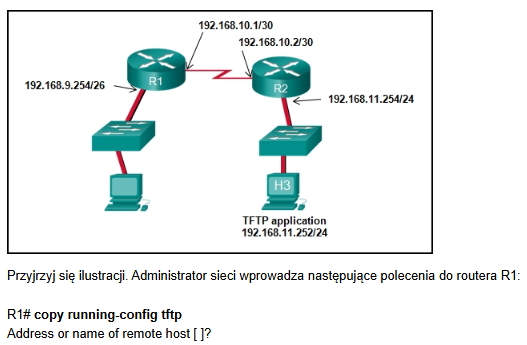 192.168.10.1/30
192.168.10.2/30
R1
R2
192.168.9.254/26
192.168.11.254/24
H3
TFTP application
192.168.11.252/24
Przyjrzyj się ilustracji. Administrator sieci wprowadza następujące polecenia do routera R1:
R1# copy running-config tftp
Address or name of remote host [ ]?